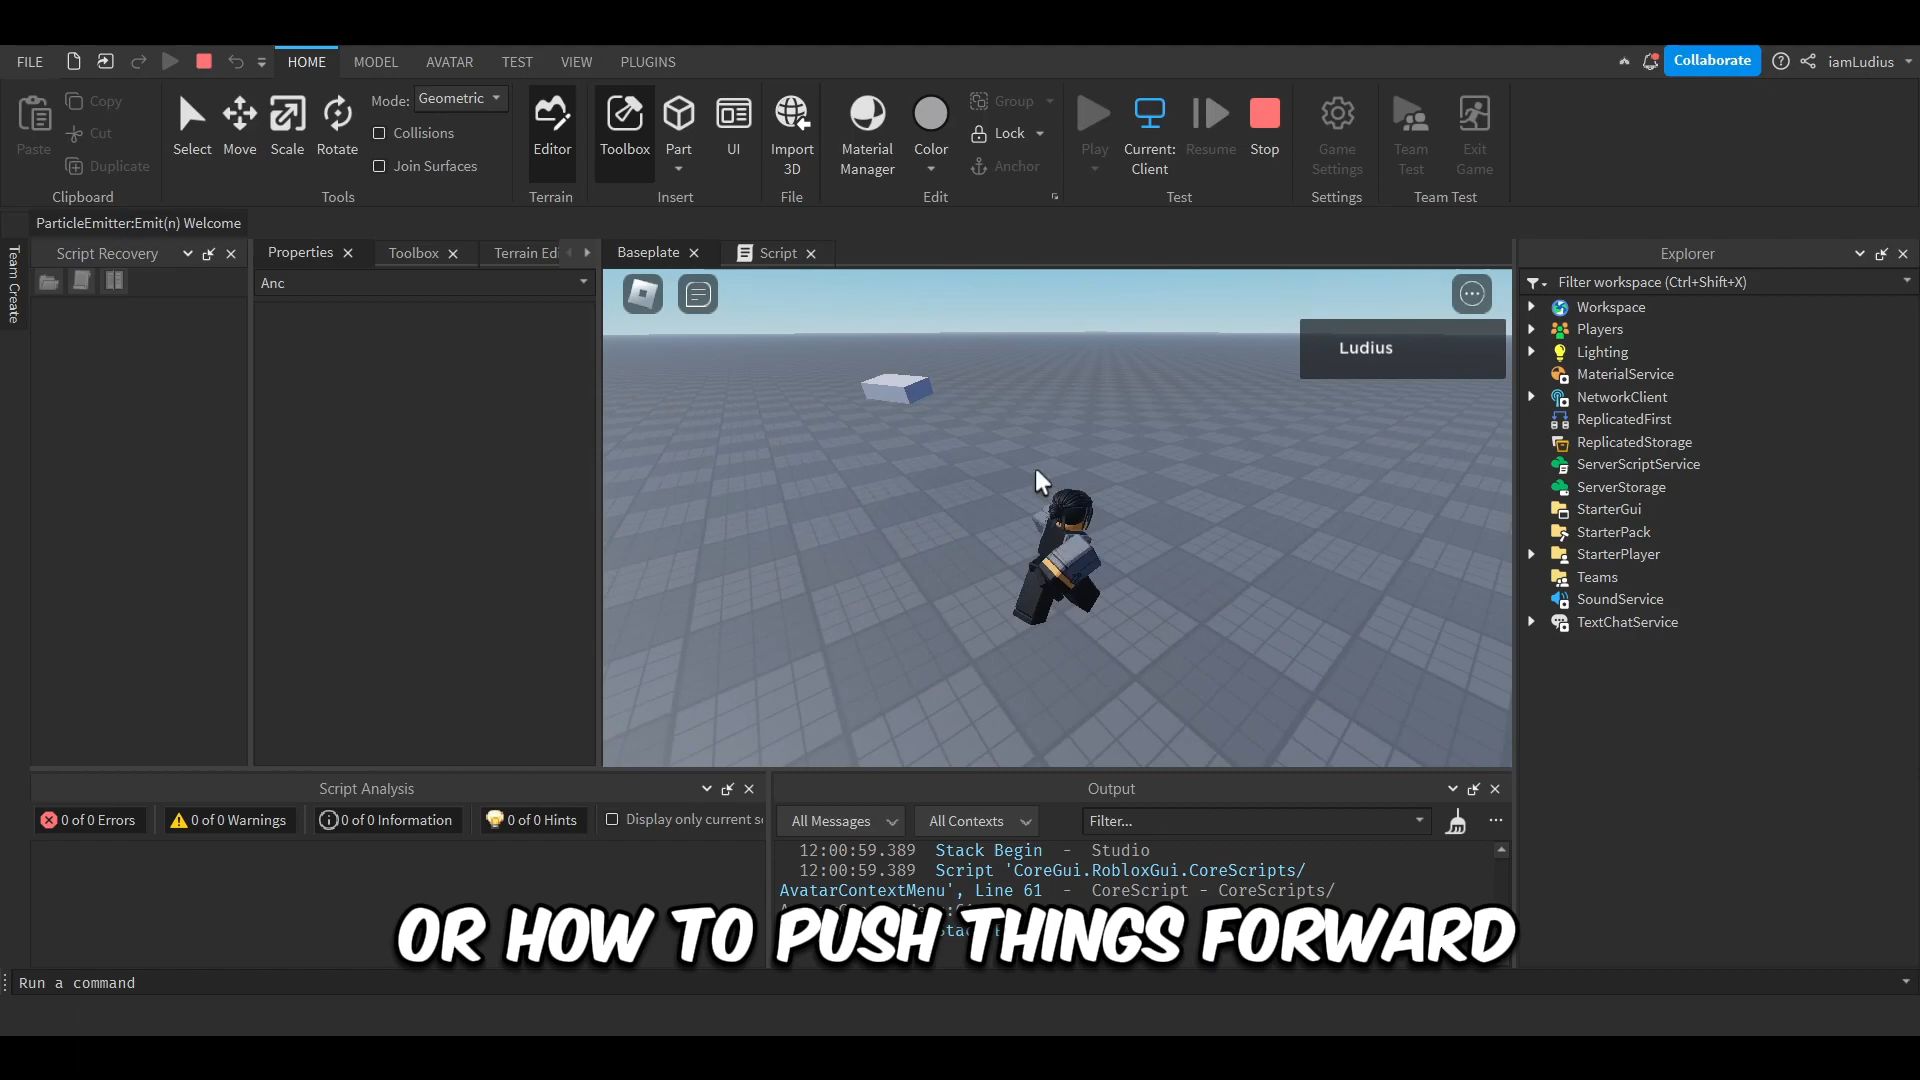 FILE
HOME
MODEL
AVATAR
TEST
VIEW
PLUGINS
Collaborate
iamLudius
Paste
Copy
Cut
Duplicate
Clipboard
Select
Move
Scale
Rotate
Mode: Geometric
Collisions
Join Surfaces
Tools
Editor
Terrain
Toolbox
Part
UI
Insert
Import
3D
File
Material
Manager
Color
Group
Lock
Anchor
Edit
Play
Current:
Client
Resume
Stop
Test
Game
Settings
Settings
Team
Test
Exit
Game
Team Test
ParticleEmitter:Emit(n) Welcome
Team Create
Script Recovery
Properties
Toolbox
Terrain Ed
Anc
Baseplate
Script
Ludius
Explorer
Filter workspace (Ctrl+Shift+X)
Workspace
Players
Lighting
MaterialService
NetworkClient
ReplicatedFirst
ReplicatedStorage
ServerScriptService
ServerStorage
StarterGui
StarterPack
StarterPlayer
Teams
SoundService
TextChatService
Script Analysis
0 of 0 Errors
0 of 0 Warnings
0 of 0 Information
0 of 0 Hints
Display only current s
Output
All Messages
All Contexts
Filter...
12:00:59.389 Stack Begin - Studio
12:00:59.389 Script 'CoreGui.RobloxGui.CoreScripts/
AvatarContextMenu', Line 61 - CoreScript - CoreScripts/
OR HOW TO PUSH THINGS FORWARD
Run a command